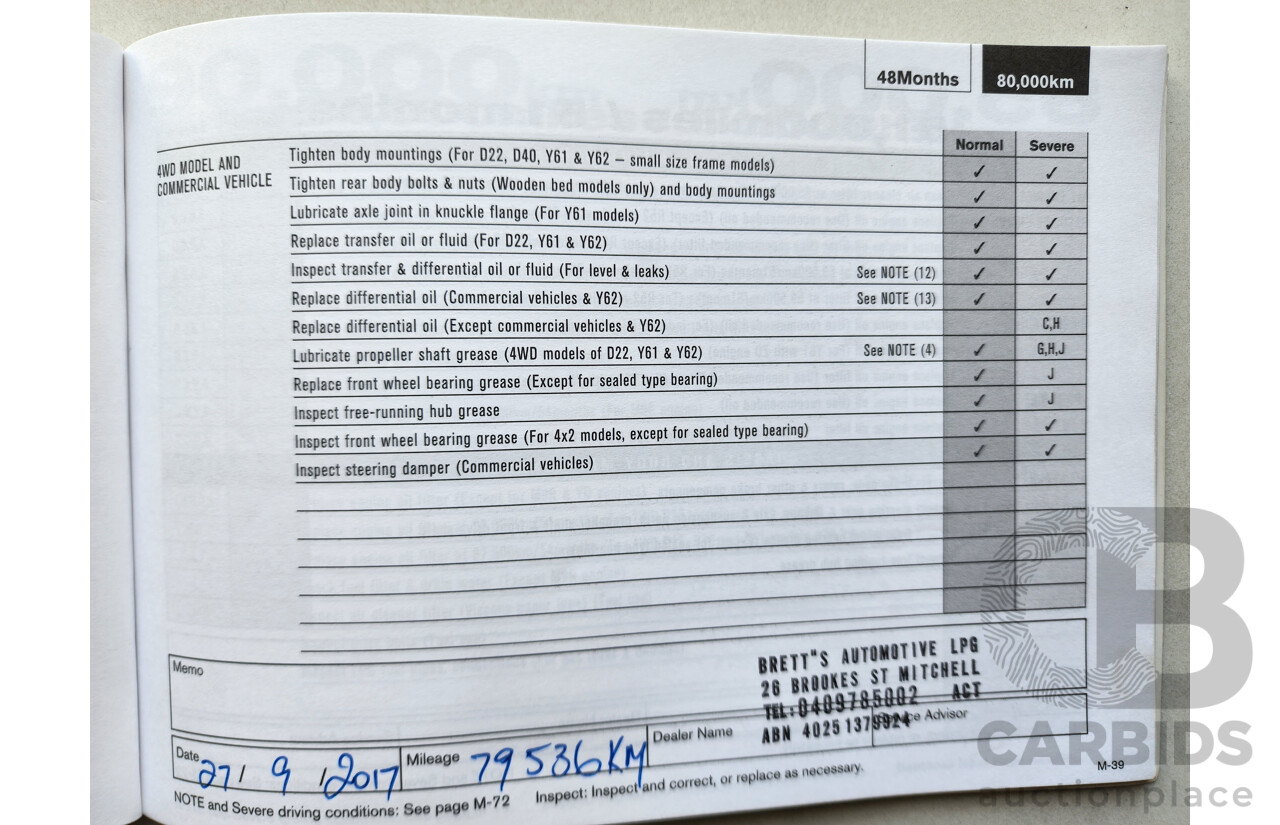 48Months 80,000km
Normal Severe
4WD MODEL AND
COMMERCIAL VEHICLE
Tighten body mountings (For D22, D40, Y61 & Y62 – small size frame models) ✓ ✓
Tighten rear body bolts & nuts (Wooden bed models only) and body mountings ✓ ✓
Lubricate axle joint in knuckle flange (For Y61 models) ✓ ✓
Replace transfer oil or fluid (For D22, Y61 & Y62) ✓ ✓
Inspect transfer & differential oil or fluid (For level & leaks) See NOTE (12) ✓ ✓
Replace differential oil (Commercial vehicles & Y62) See NOTE (13) ✓ ✓
Replace differential oil (Except commercial vehicles & Y62) C,H
Lubricate propeller shaft grease (4WD models of D22, Y61 & Y62) See NOTE (4) ✓ G,H,J
Replace front wheel bearing grease (Except for sealed type bearing) ✓ J
Inspect free-running hub grease ✓ J
Inspect front wheel bearing grease (For 4x2 models, except for sealed type bearing) ✓ ✓
Inspect steering damper (Commercial vehicles) ✓ ✓
Memo
BRETT"S AUTOMOTIVE LPG
26 BROOKES ST MITCHELL
TEL:0409785002 ACT
ABN 40251379924
Date 27/ 9 /2017 Mileage 79536KM Dealer Name Service Advisor
NOTE and Severe driving conditions: See page M-72 Inspect: Inspect and correct, or replace as necessary.
M-39
CB
CARBIDS
auctionplace